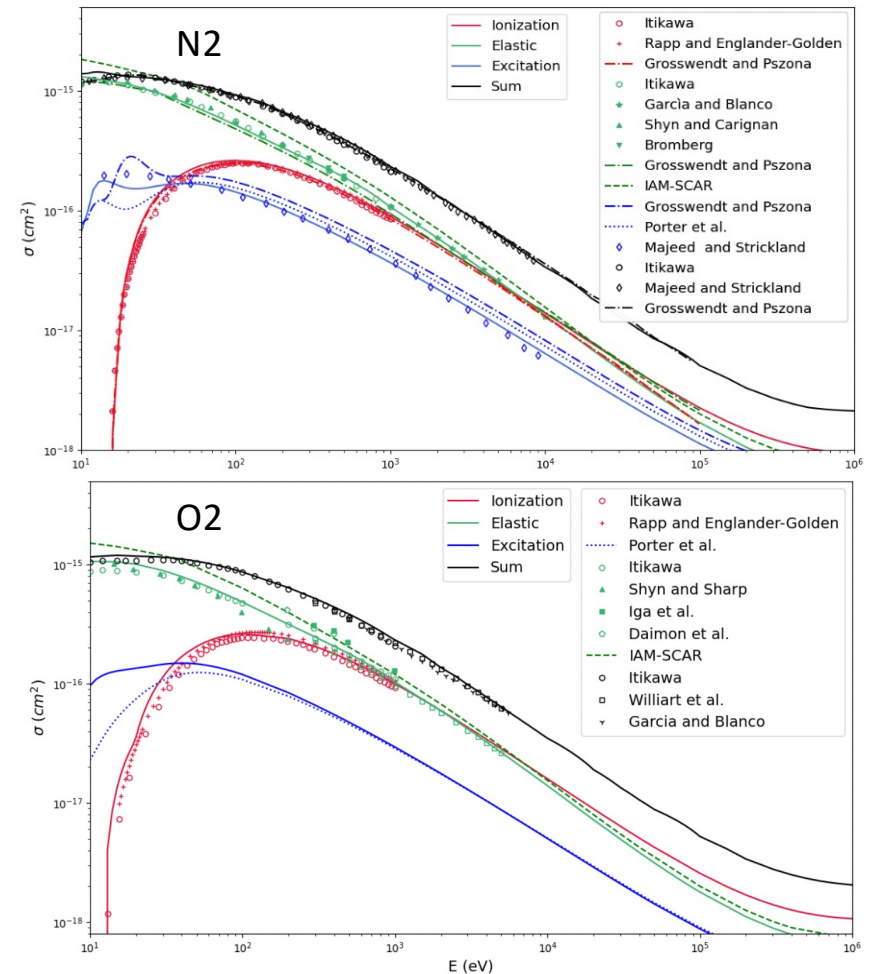 N2
Ionization
Elastic
Excitation
Sum
Itikawa
Rapp and Englander-Golden
Grosswendt and Pszona
Itikawa
Garcìa and Blanco
Shyn and Carignan
Bromberg
Grosswendt and Pszona
IAM-SCAR
Grosswendt and Pszona
Porter et al.
Majeed and Strickland
Itikawa
Majeed and Strickland
Grosswendt and Pszona
σ (cm²)
10⁻¹⁵
10⁻¹⁶
10⁻¹⁷
10⁻¹⁸
10¹ 10² 10³ 10⁴ 10⁵ 10⁶
O2
Ionization
Elastic
Excitation
Sum
Itikawa
Rapp and Englander-Golden
Porter et al.
Itikawa
Shyn and Sharp
Iga et al.
Daimon et al.
IAM-SCAR
Itikawa
Williart et al.
Garcia and Blanco
σ (cm²)
10⁻¹⁵
10⁻¹⁶
10⁻¹⁷
10⁻¹⁸
10¹ 10² 10³ 10⁴ 10⁵ 10⁶
E (eV)